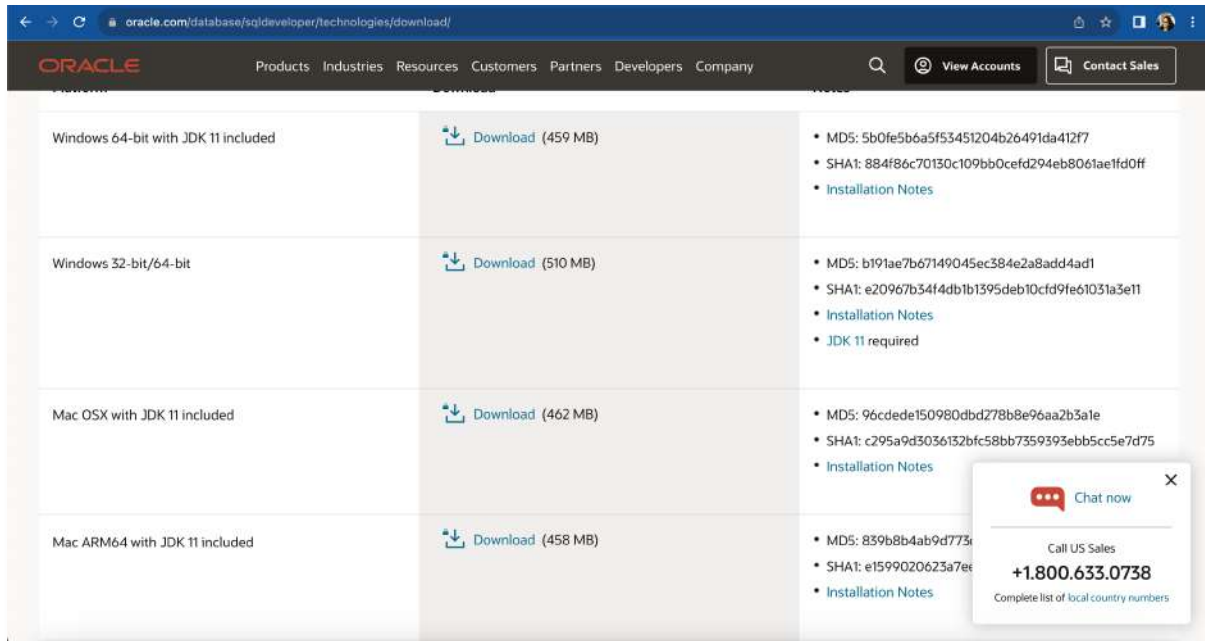 oracle.com/database/sqldeveloper/technologies/download/
ORACLE
Products Industries Resources Customers Partners Developers Company
View Accounts
Contact Sales
Windows 64-bit with JDK 11 included
Download (459 MB)
• MD5: 5b0fe5b6a5f53451204b26491da412f7
• SHA1: 884f86c70130c109bb0cefd294eb8061ae1fd0ff
• Installation Notes
Windows 32-bit/64-bit
Download (510 MB)
• MD5: b191ae7b67149045ec384e2a8add4ad1
• SHA1: e20967b34f4db1b1395deb10cfd9fe61031a3e11
• Installation Notes
• JDK 11 required
Mac OSX with JDK 11 included
Download (462 MB)
• MD5: 96cdede150980dbd278b8e96aa2b3a1e
• SHA1: c295a9d3036132bfc58bb7359393ebb5cc5e7d75
• Installation Notes
Mac ARM64 with JDK 11 included
Download (458 MB)
• MD5: 839b8b4ab9d773
• SHA1: e1599020623a7ee
• Installation Notes
Chat now
Call US Sales
+1.800.633.0738
Complete list of local country numbers